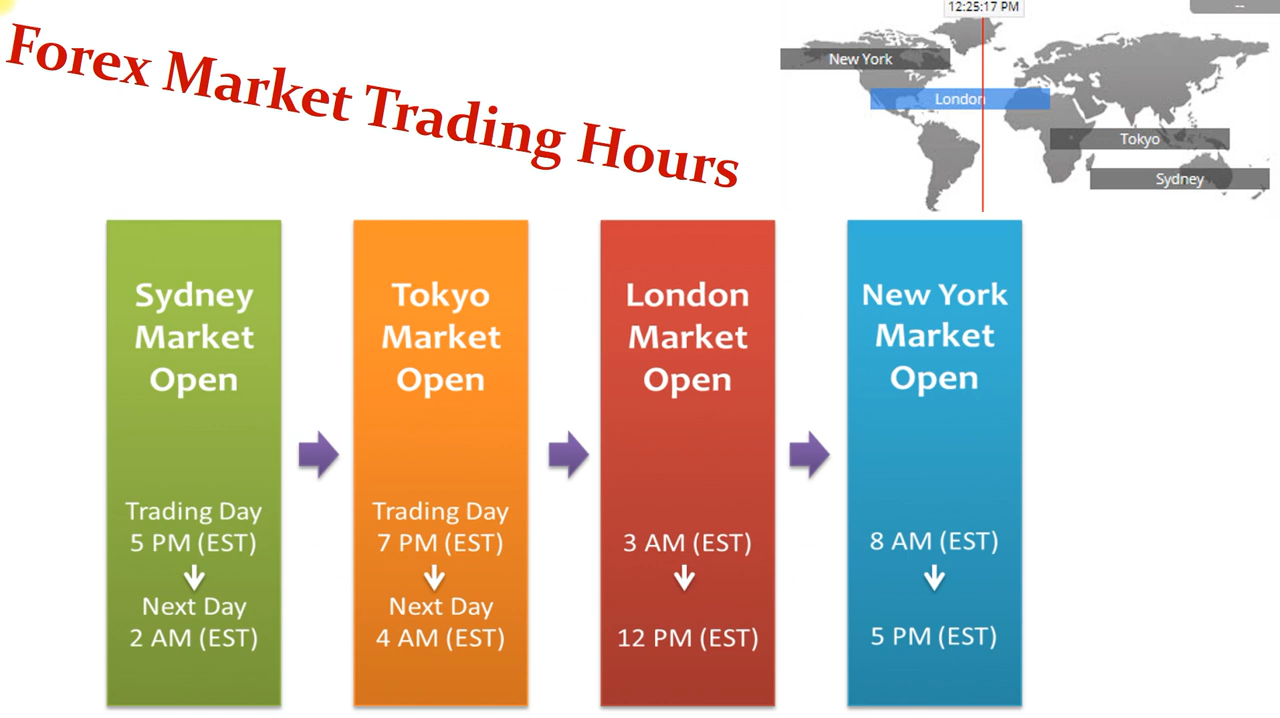 12:25:17 PM
--
Forex Market Trading Hours
New York
London
Tokyo
Sydney
Sydney
Market
Open
Trading Day
5 PM (EST)
Next Day
2 AM (EST)
Tokyo
Market
Open
Trading Day
7 PM (EST)
Next Day
4 AM (EST)
London
Market
Open
3 AM (EST)
12 PM (EST)
New York
Market
Open
8 AM (EST)
5 PM (EST)